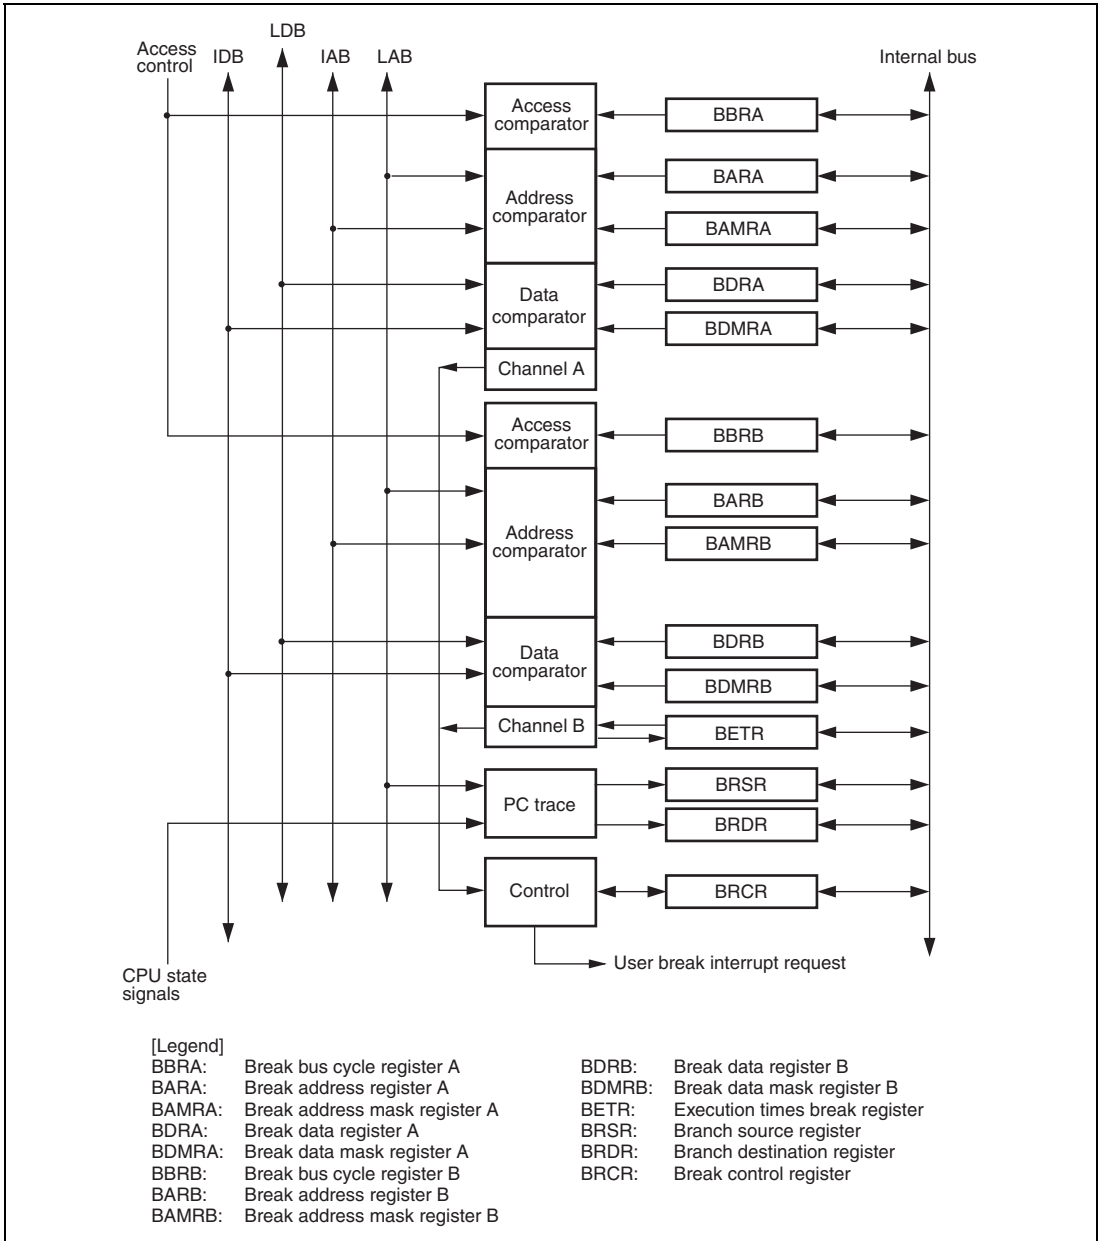 LDB
Access
control
IDB
IAB
LAB
Internal bus
Access
comparator
BBRA
BARA
Address
comparator
BAMRA
BDRA
Data
comparator
BDMRA
Channel A
Access
comparator
BBRB
BARB
Address
comparator
BAMRB
BDRB
Data
comparator
BDMRB
Channel B
BETR
BRSR
PC trace
BRDR
Control
BRCR
User break interrupt request
CPU state
signals
[Legend]
BBRA: Break bus cycle register A
BARA: Break address register A
BAMRA: Break address mask register A
BDRA: Break data register A
BDMRA: Break data mask register A
BBRB: Break bus cycle register B
BARB: Break address register B
BAMRB: Break address mask register B
BDRB: Break data register B
BDMRB: Break data mask register B
BETR: Execution times break register
BRSR: Branch source register
BRDR: Branch destination register
BRCR: Break control register